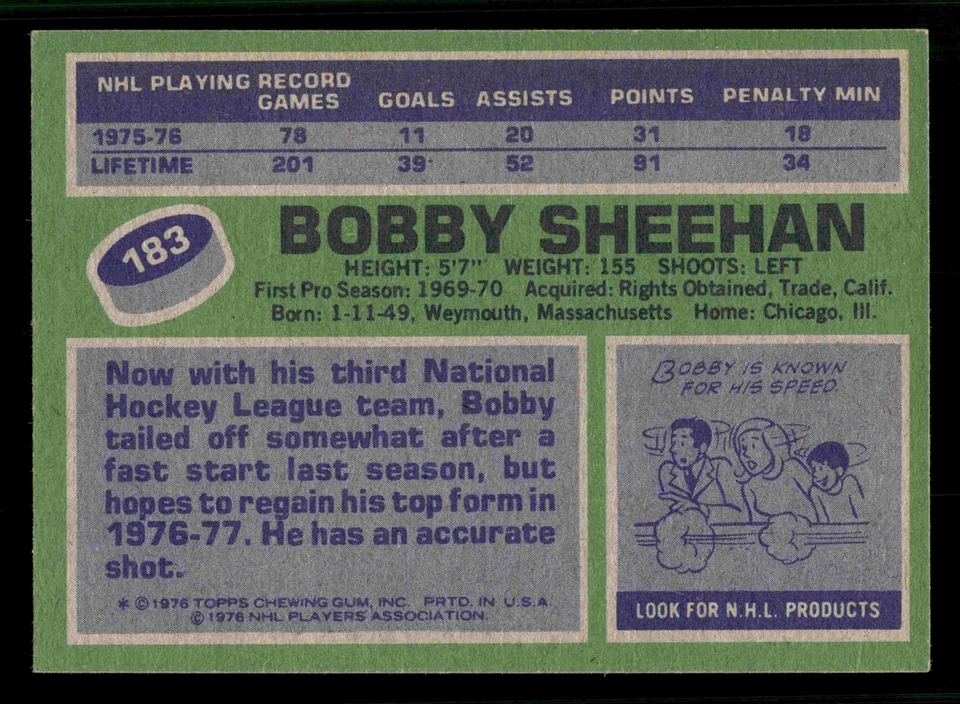 NHL PLAYING RECORD
GAMES GOALS ASSISTS POINTS PENALTY MIN
1975-76 78 11 20 31 18
LIFETIME 201 39 52 91 34
183
BOBBY SHEEHAN
HEIGHT: 5'7" WEIGHT: 155 SHOOTS: LEFT
First Pro Season: 1969-70 Acquired: Rights Obtained, Trade, Calif.
Born: 1-11-49, Weymouth, Massachusetts Home: Chicago, Ill.
Now with his third National
Hockey League team, Bobby
tailed off somewhat after a
fast start last season, but
hopes to regain his top form in
1976-77. He has an accurate
shot.
* © 1976 TOPPS CHEWING GUM, INC. PRTD. IN U.S.A.
© 1976 NHL PLAYERS' ASSOCIATION.
BOBBY IS KNOWN
FOR HIS SPEED.
LOOK FOR N.H.L. PRODUCTS